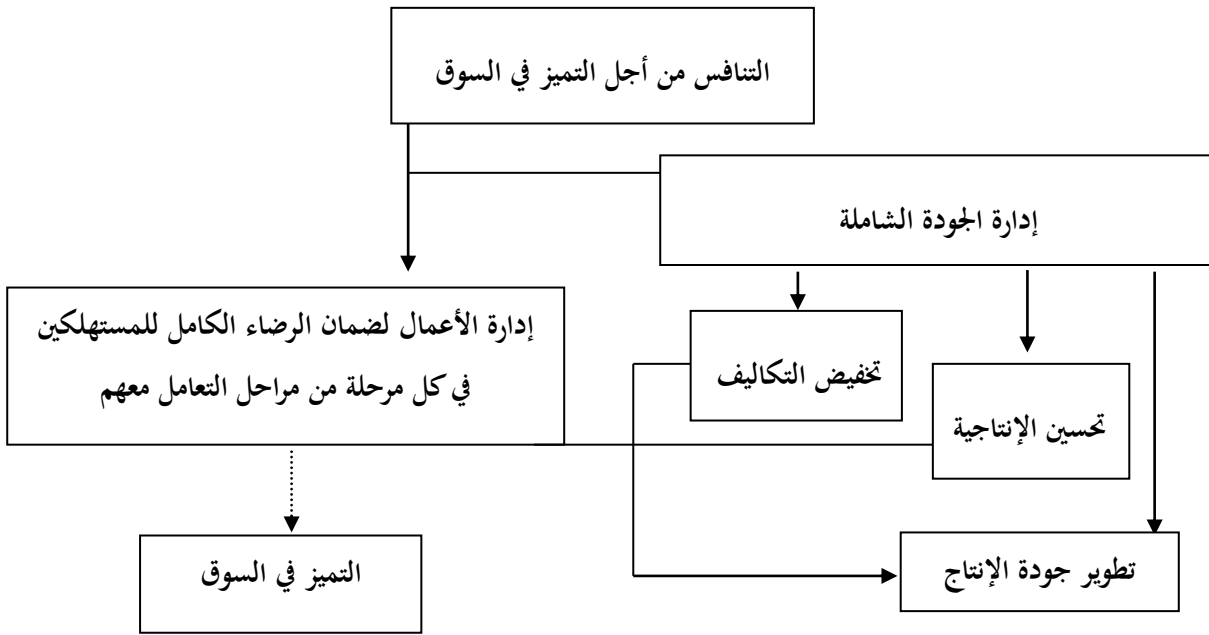 التنافس من أجل التميز في السوق
إدارة الجودة الشاملة
إدارة الأعمال لضمان الرضاء الكامل للمستهلكين
في كل مرحلة من مراحل التعامل معهم
تخفيض التكاليف
تحسين الإنتاجية
التميز في السوق
تطوير جودة الإنتاج